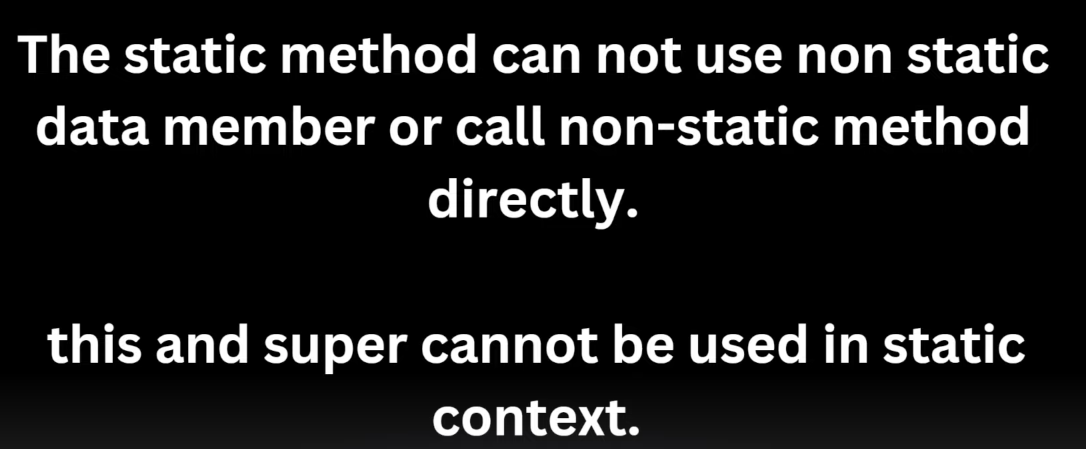 The static method can not use non static
data member or call non-static method
directly.
this and super cannot be used in static
context.